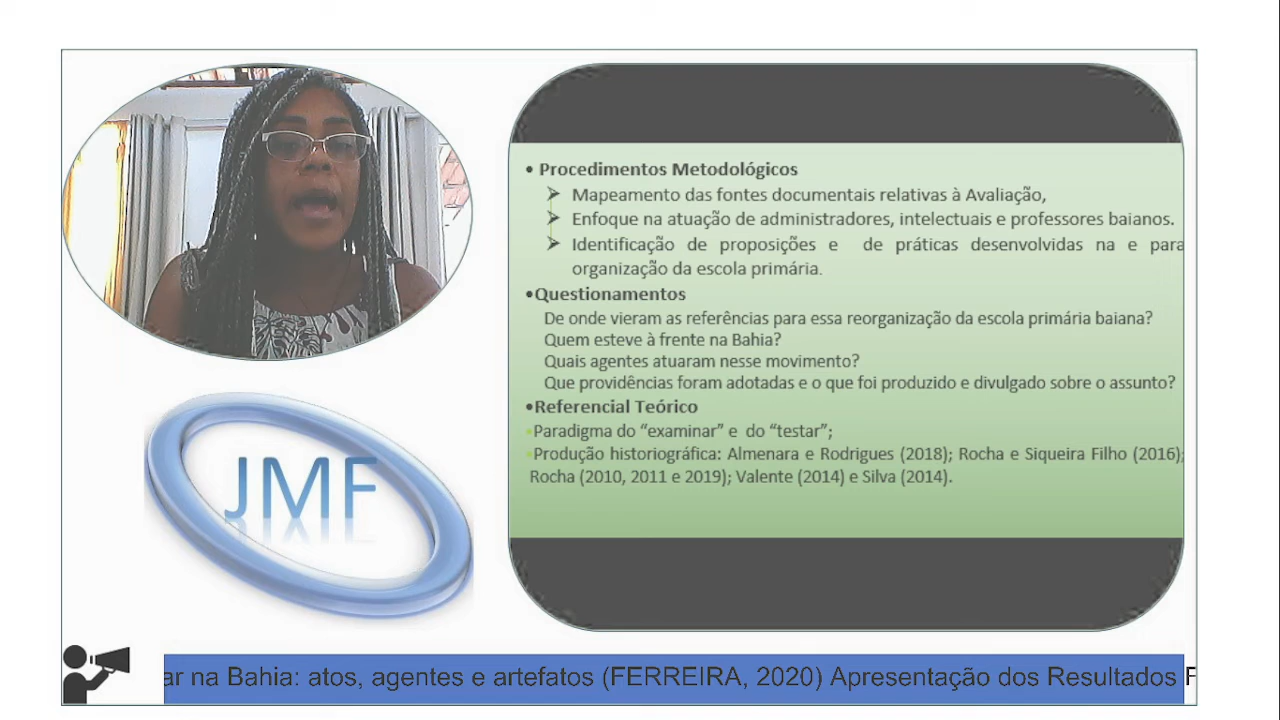 • Procedimentos Metodológicos
➢ Mapeamento das fontes documentais relativas à Avaliação,
➢ Enfoque na atuação de administradores, intelectuais e professores baianos.
➢ Identificação de proposições e de práticas desenvolvidas na e para
organização da escola primária.
•Questionamentos
De onde vieram as referências para essa reorganização da escola primária baiana?
Quem esteve à frente na Bahia?
Quais agentes atuaram nesse movimento?
Que providências foram adotadas e o que foi produzido e divulgado sobre o assunto?
•Referencial Teórico
•Paradigma do “examinar” e do “testar”;
•Produção historiográfica: Almenara e Rodrigues (2018); Rocha e Siqueira Filho (2016);
Rocha (2010, 2011 e 2019); Valente (2014) e Silva (2014).
JMF
ar na Bahia: atos, agentes e artefatos (FERREIRA, 2020) Apresentação dos Resultados F